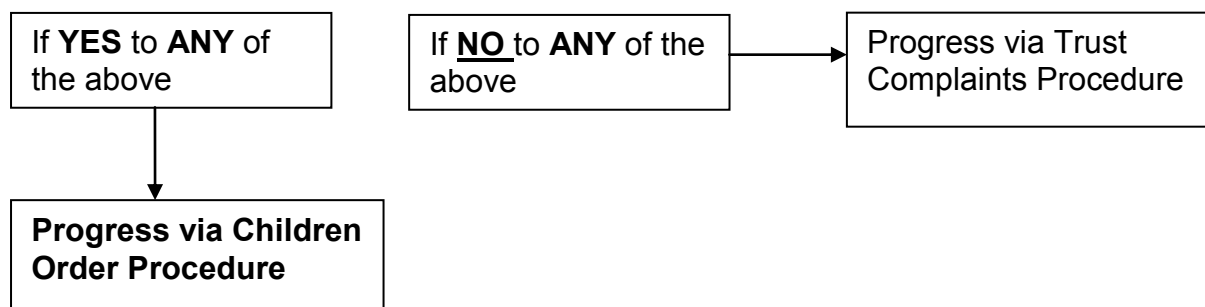 If YES to ANY of
the above
If NO to ANY of the
above
Progress via Trust
Complaints Procedure
Progress via Children
Order Procedure